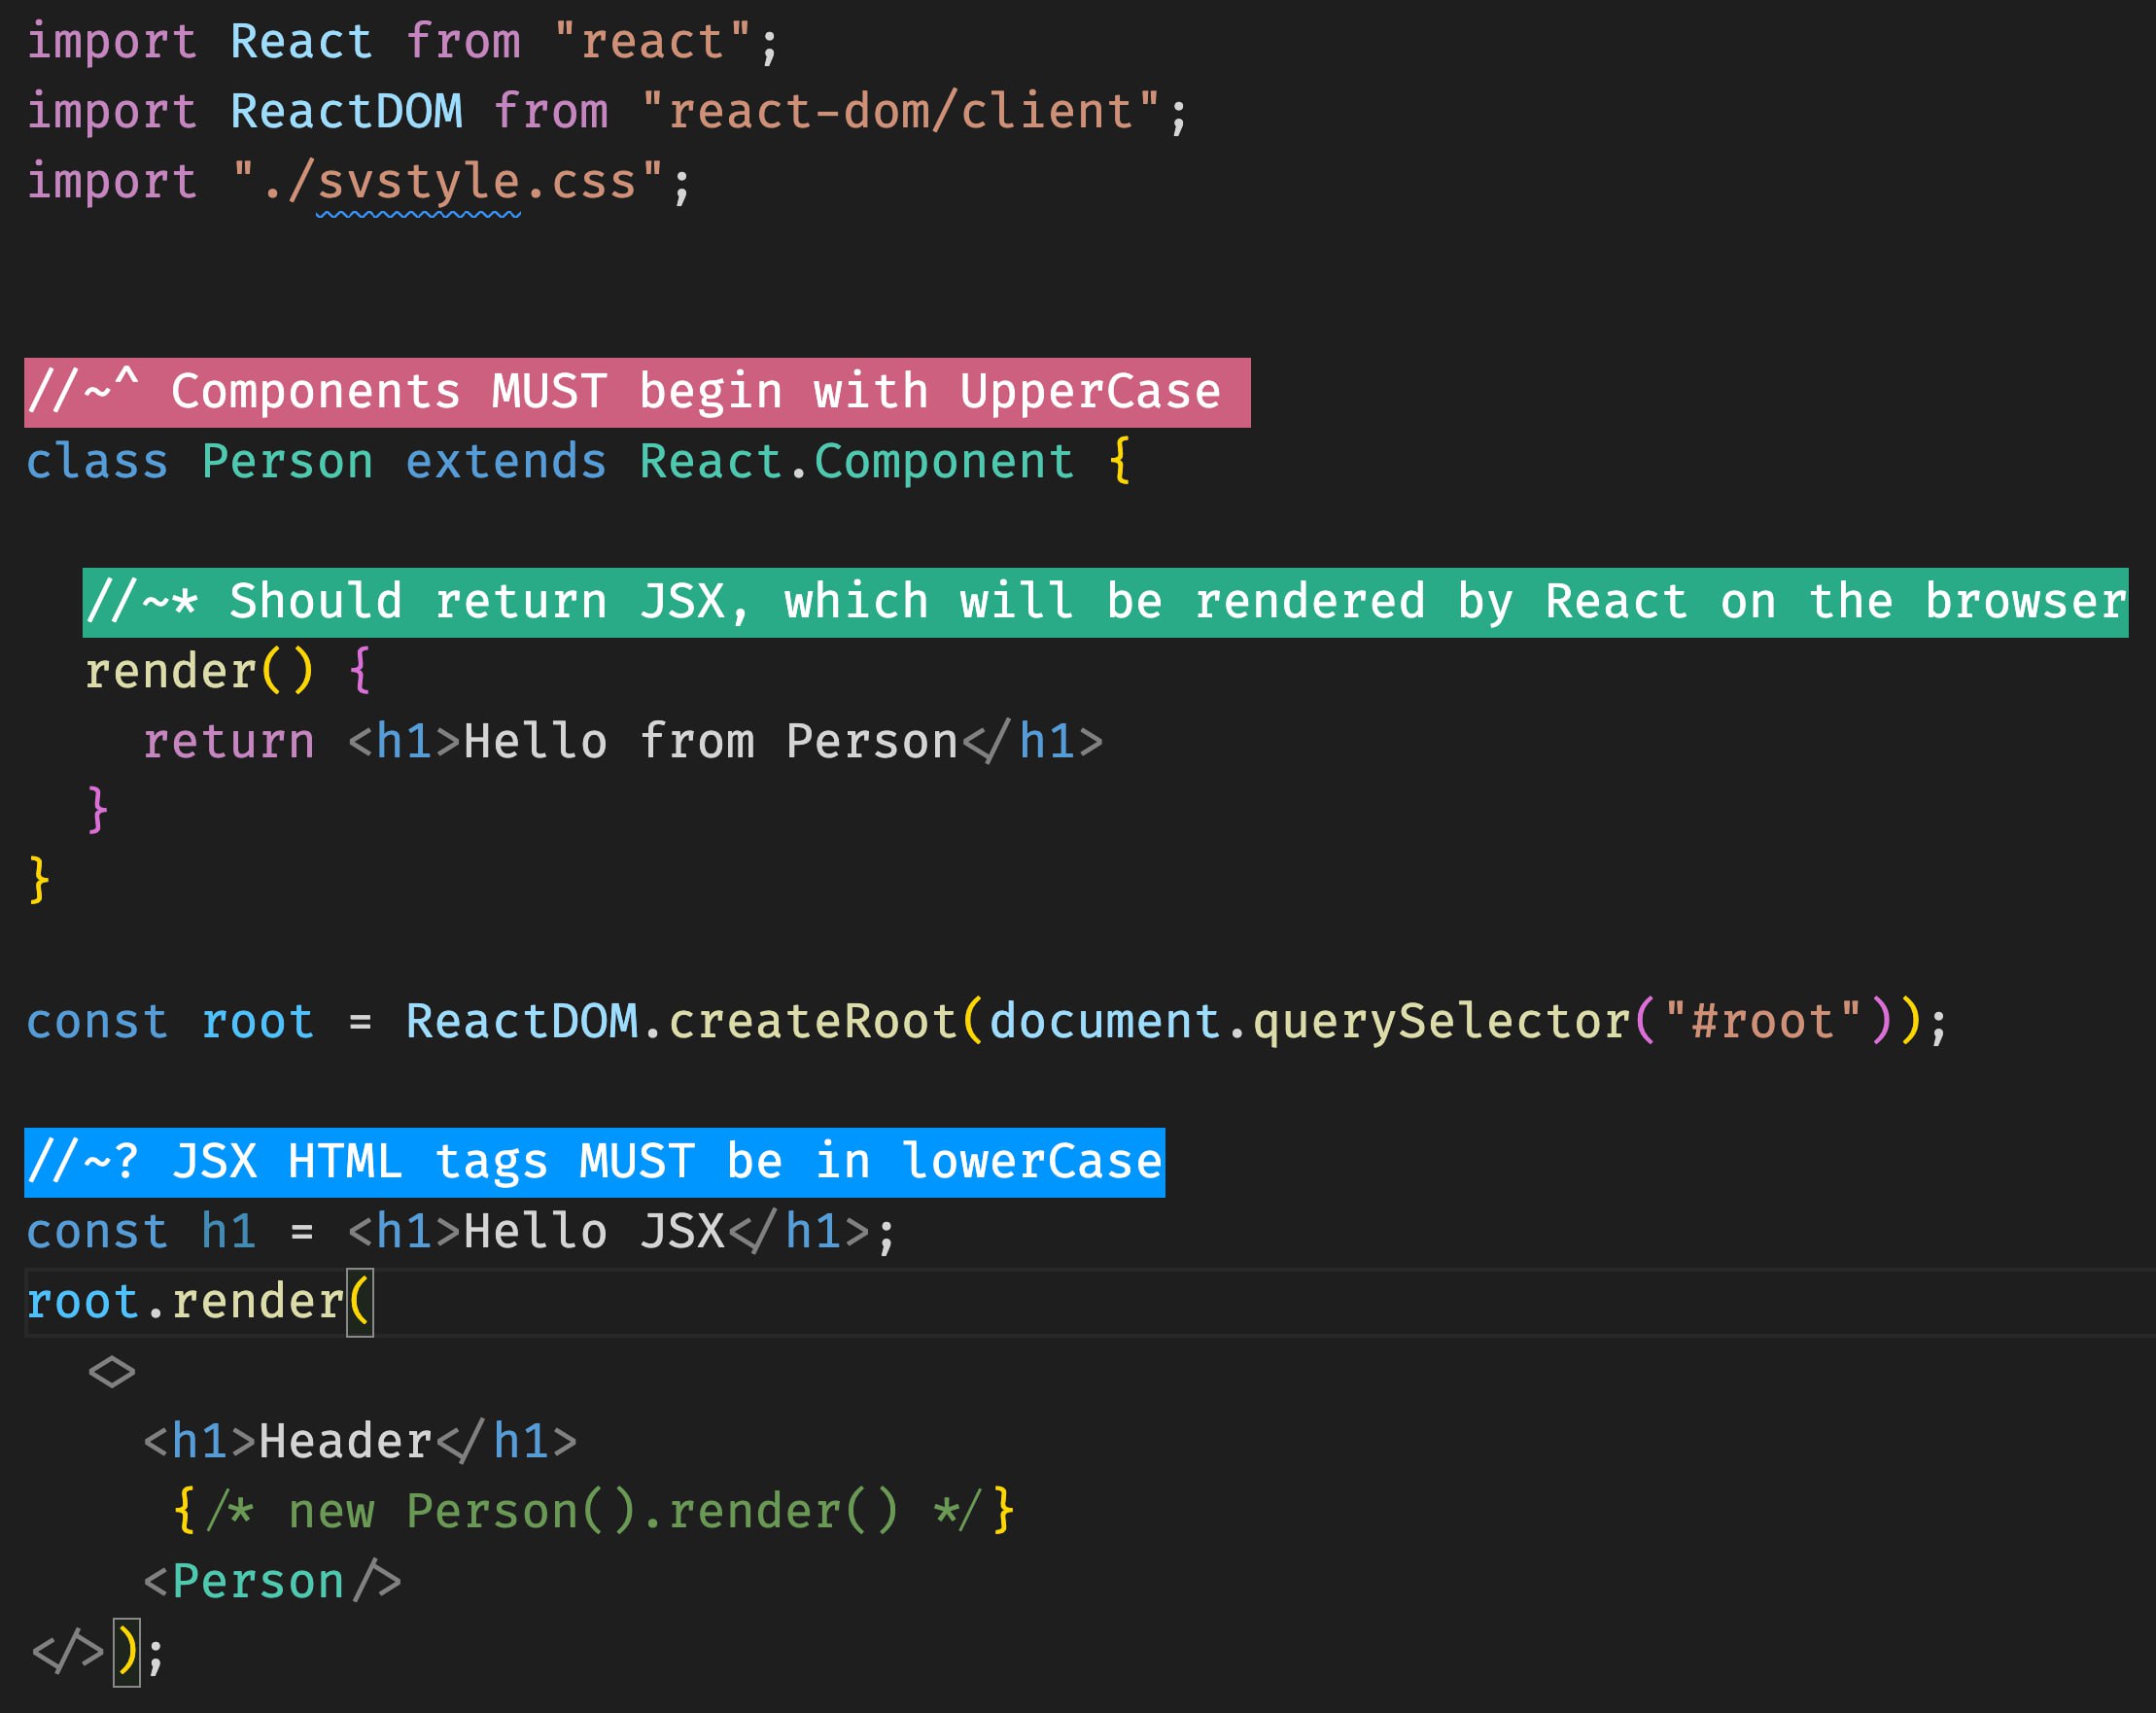 import React from "react";
import ReactDOM from "react-dom/client";
import "./svstyle.css";
//~^ Components MUST begin with UpperCase
class Person extends React.Component {
//~* Should return JSX, which will be rendered by React on the browser
render() {
return <h1>Hello from Person</h1>
}
}
const root = ReactDOM.createRoot(document.querySelector("#root"));
//~? JSX HTML tags MUST be in lowerCase
const h1 = <h1>Hello JSX</h1>;
root.render(
<>
<h1>Header</h1>
{/* new Person().render() */}
<Person/>
</>);